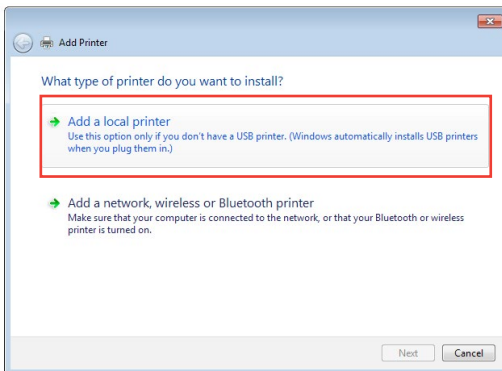 Add Printer
What type of printer do you want to install?
Add a local printer
Use this option only if you don't have a USB printer. (Windows automatically installs USB printers
when you plug them in.)
Add a network, wireless or Bluetooth printer
Make sure that your computer is connected to the network, or that your Bluetooth or wireless
printer is turned on.
Next Cancel